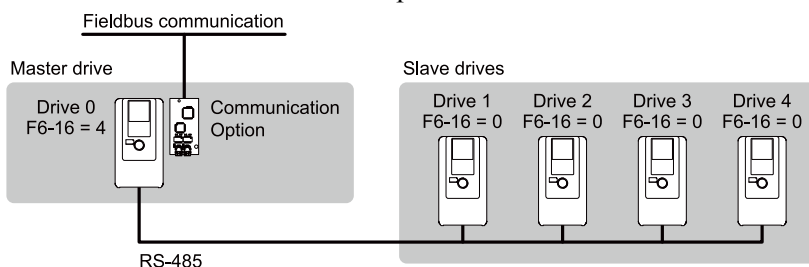 Fieldbus communication
Master drive
Drive 0
F6-16 = 4
Communication
Option
Slave drives
Drive 1
F6-16 = 0
Drive 2
F6-16 = 0
Drive 3
F6-16 = 0
Drive 4
F6-16 = 0
RS-485